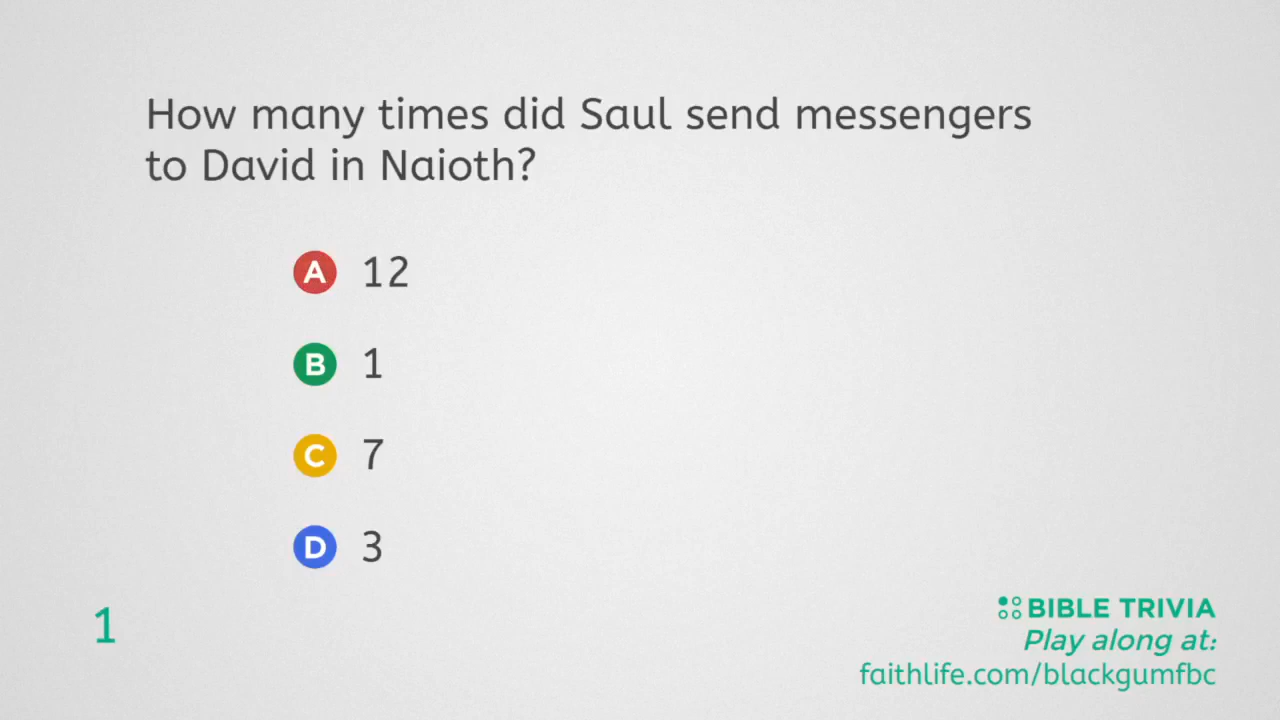 How many times did Saul send messengers
to David in Naioth?
A 12
B 1
C 7
D 3
1
BIBLE TRIVIA
Play along at:
faithlife.com/blackgumfbc